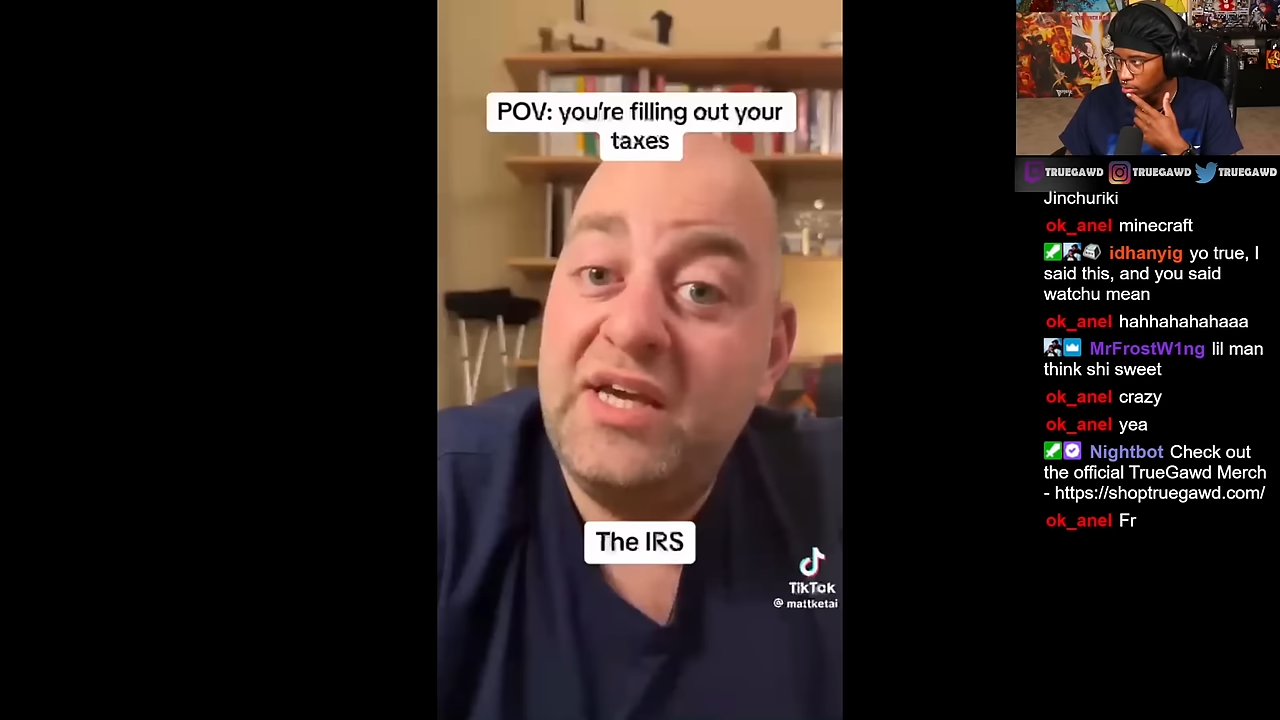 POV: you're filling out your
taxes
The IRS
TikTok
@ mattketai
TRUEGAWD TRUEGAWD TRUEGAWD
Jinchuriki
ok_anel minecraft
idhanyig yo true, I
said this, and you said
watchu mean
ok_anel hahhahahahaaa
MrFrostW1ng lil man
think shi sweet
ok_anel crazy
ok_anel yea
Nightbot Check out
the official TrueGawd Merch
- https://shoptruegawd.com/
ok_anel Fr